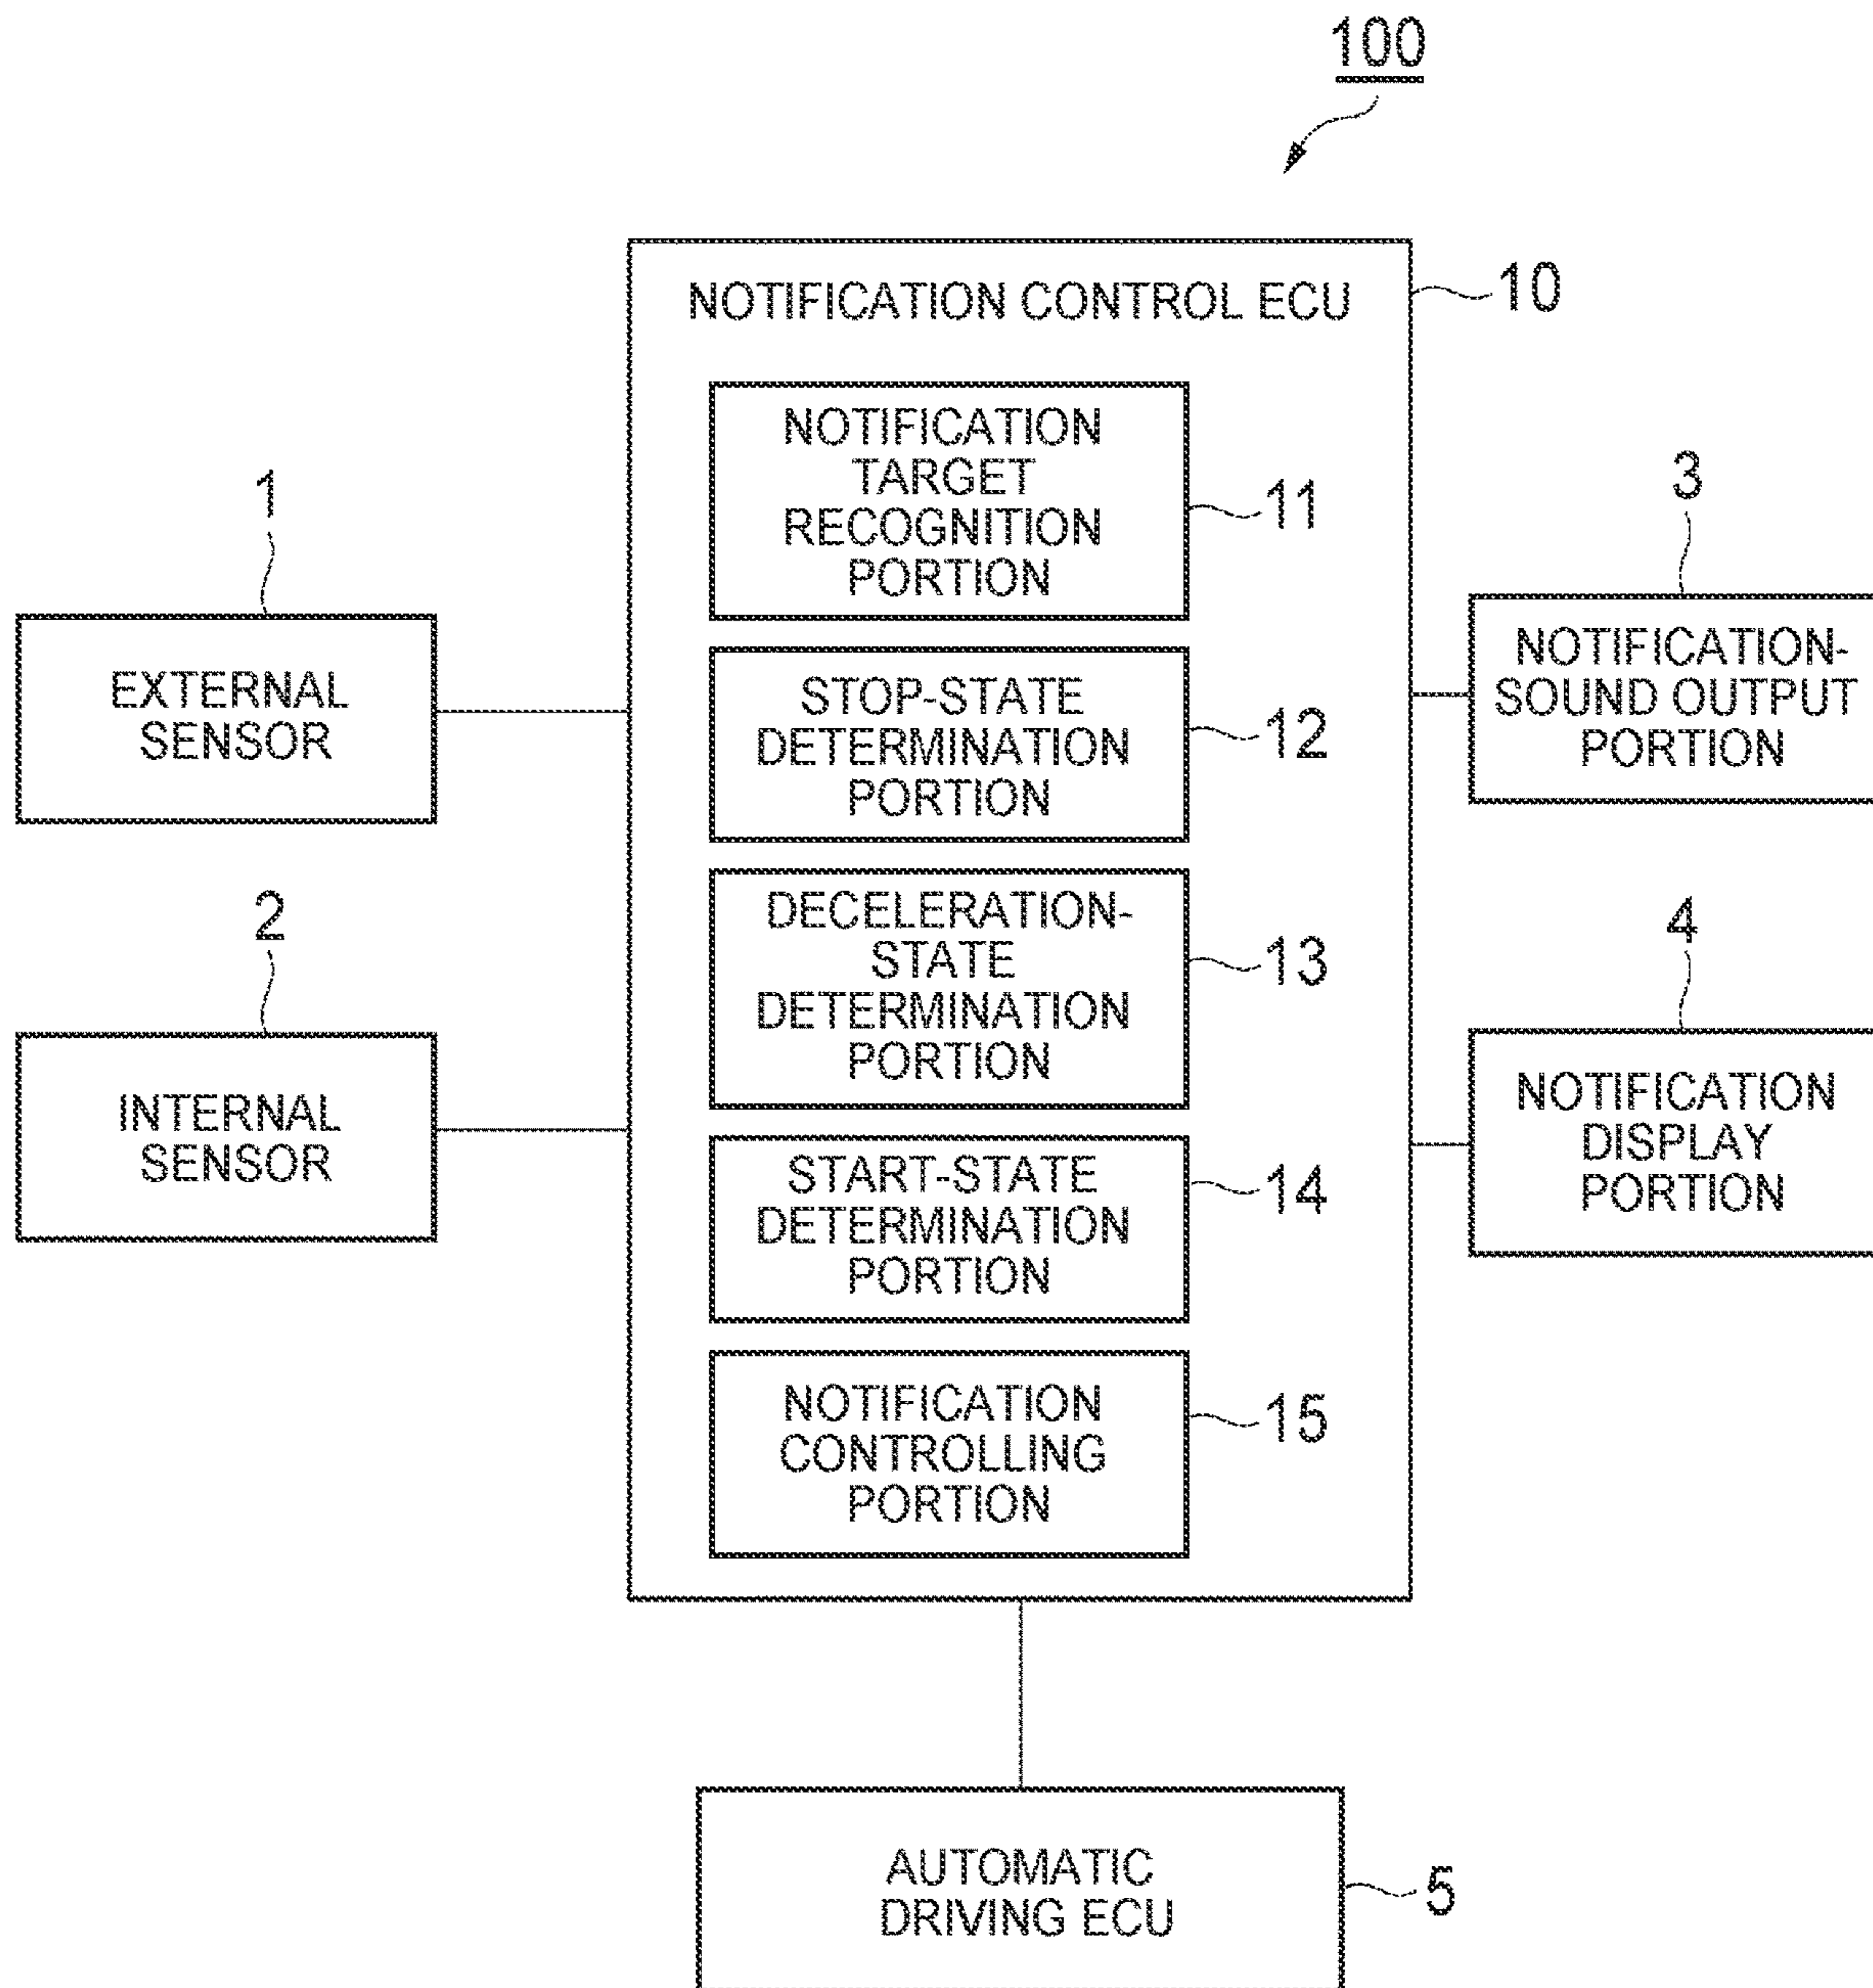 100
NOTIFICATION CONTROL ECU
10
NOTIFICATION
TARGET
RECOGNITION
PORTION
11
STOP-STATE
DETERMINATION
PORTION
12
DECELERATION-
STATE
DETERMINATION
PORTION
13
START-STATE
DETERMINATION
PORTION
14
NOTIFICATION
CONTROLLING
PORTION
15
1
EXTERNAL
SENSOR
2
INTERNAL
SENSOR
3
NOTIFICATION-
SOUND OUTPUT
PORTION
4
NOTIFICATION
DISPLAY
PORTION
AUTOMATIC
DRIVING ECU
5